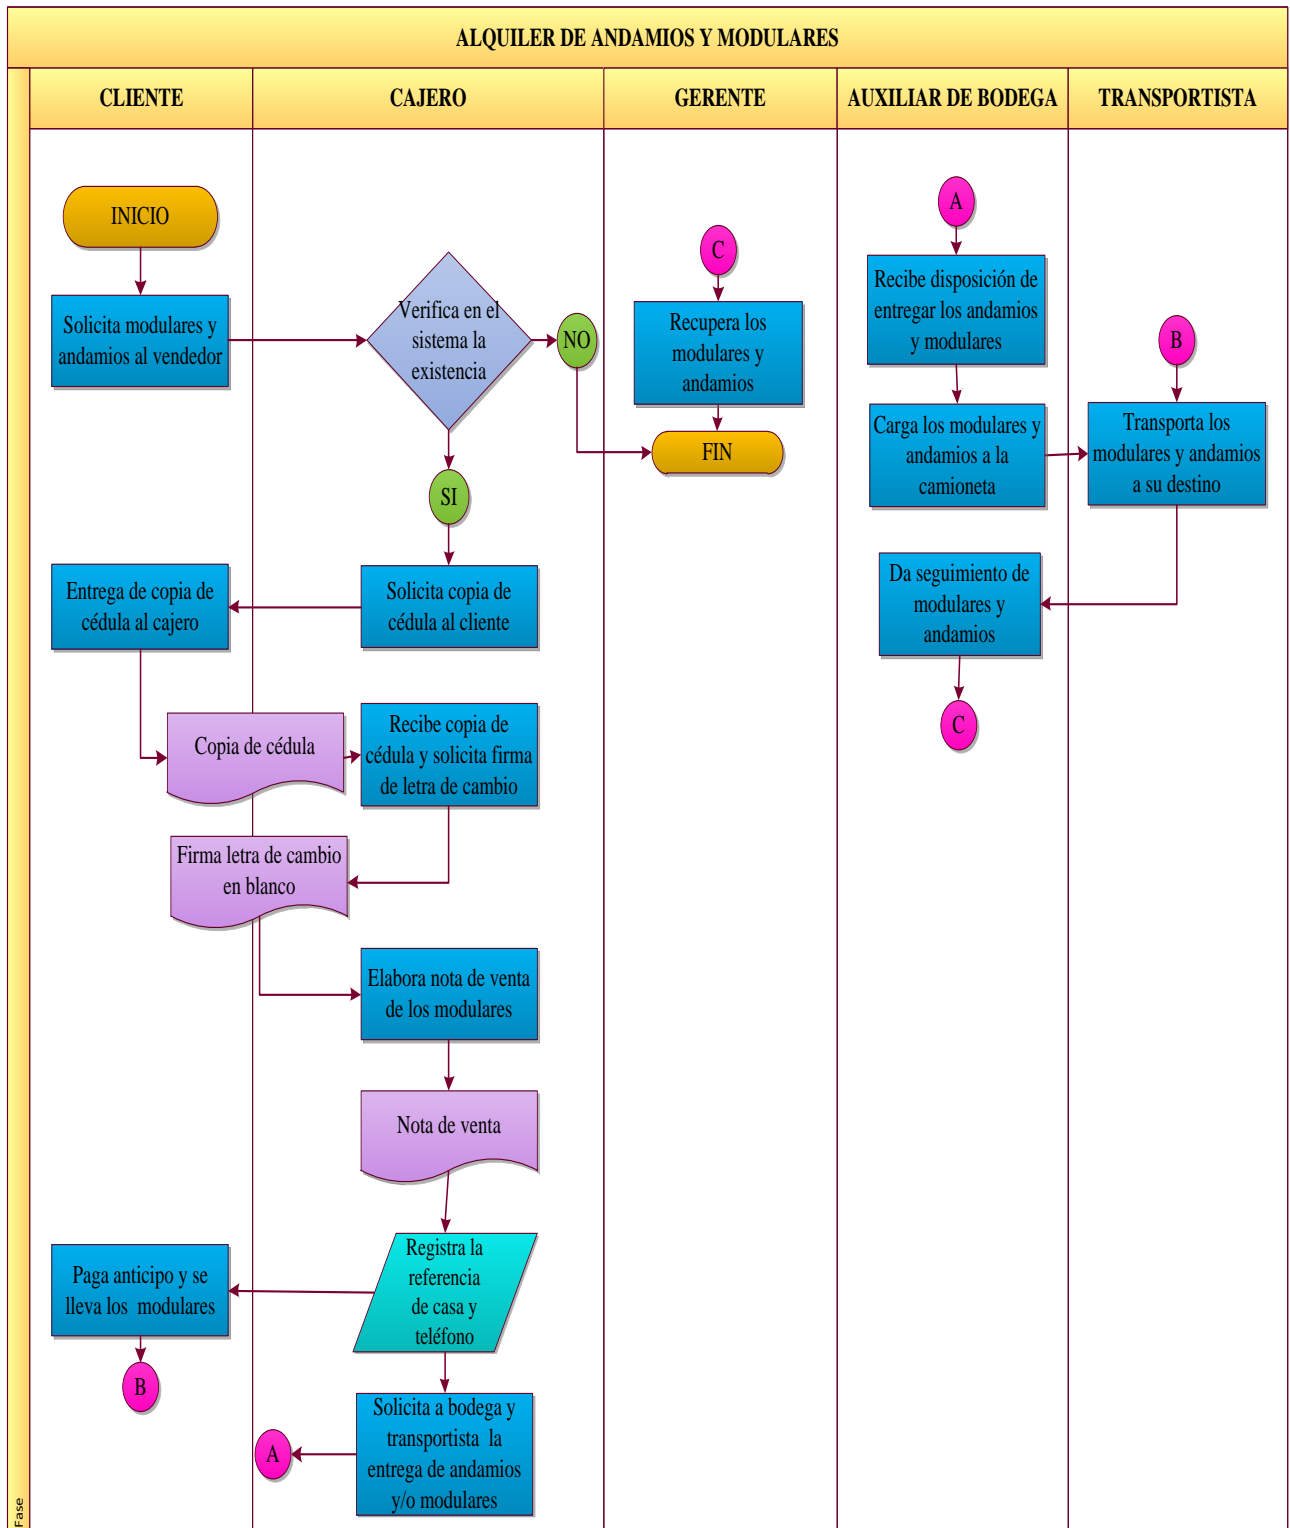 ALQUILER DE ANDAMIOS Y MODULARES
CLIENTE
CAJERO
GERENTE
AUXILIAR DE BODEGA
TRANSPORTISTA
INICIO
Solicita modulares y
andamios al vendedor
Verifica en el
sistema la
existencia
NO
SI
C
Recupera los
modulares y
andamios
FIN
A
Recibe disposición de
entregar los andamios
y modulares
Carga los modulares y
andamios a la
camioneta
B
Transporta los
modulares y andamios
a su destino
Da seguimiento de
modulares y
andamios
C
Entrega de copia de
cédula al cajero
Solicita copia de
cédula al cliente
Copia de cédula
Recibe copia de
cédula y solicita firma
de letra de cambio
Firma letra de cambio
en blanco
Elabora nota de venta
de los modulares
Nota de venta
Registra la
referencia
de casa y
teléfono
Paga anticipo y se
lleva los modulares
B
Solicita a bodega y
transportista la
entrega de andamios
y/o modulares
A
Fase